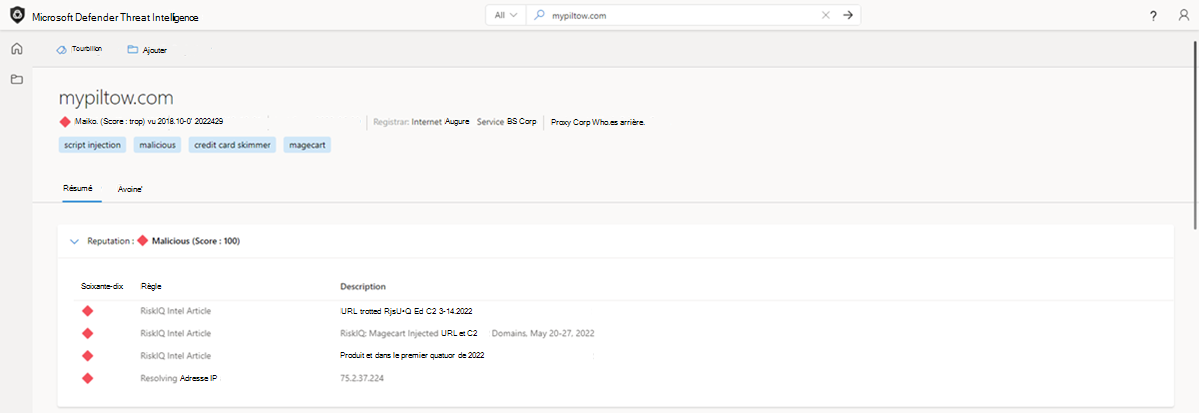 Microsoft Defender Threat Intelligence
All mypiltow.com
?
Tourbillon Ajouter
mypiltow.com
Maiko. (Score : trop) vu 2018.10-0' 2022429 Registrar: Internet Augure Service BS Corp Proxy Corp Who.es arrière.
script injection malicious credit card skimmer magecart
Résumé Avoine'
Reputation : Malicious (Score : 100)
Soixante-dix Règle Description
RiskIQ Intel Article URL trotted RjsU•Q Ed C2 3-14.2022
RiskIQ Intel Article RiskIQ: Magecart Injected URL et C2 Domains. May 20-27, 2022
RiskIQ Intel Article Produit et dans le premier quatuor de 2022
Resolving Adresse IP 75.2.37.224